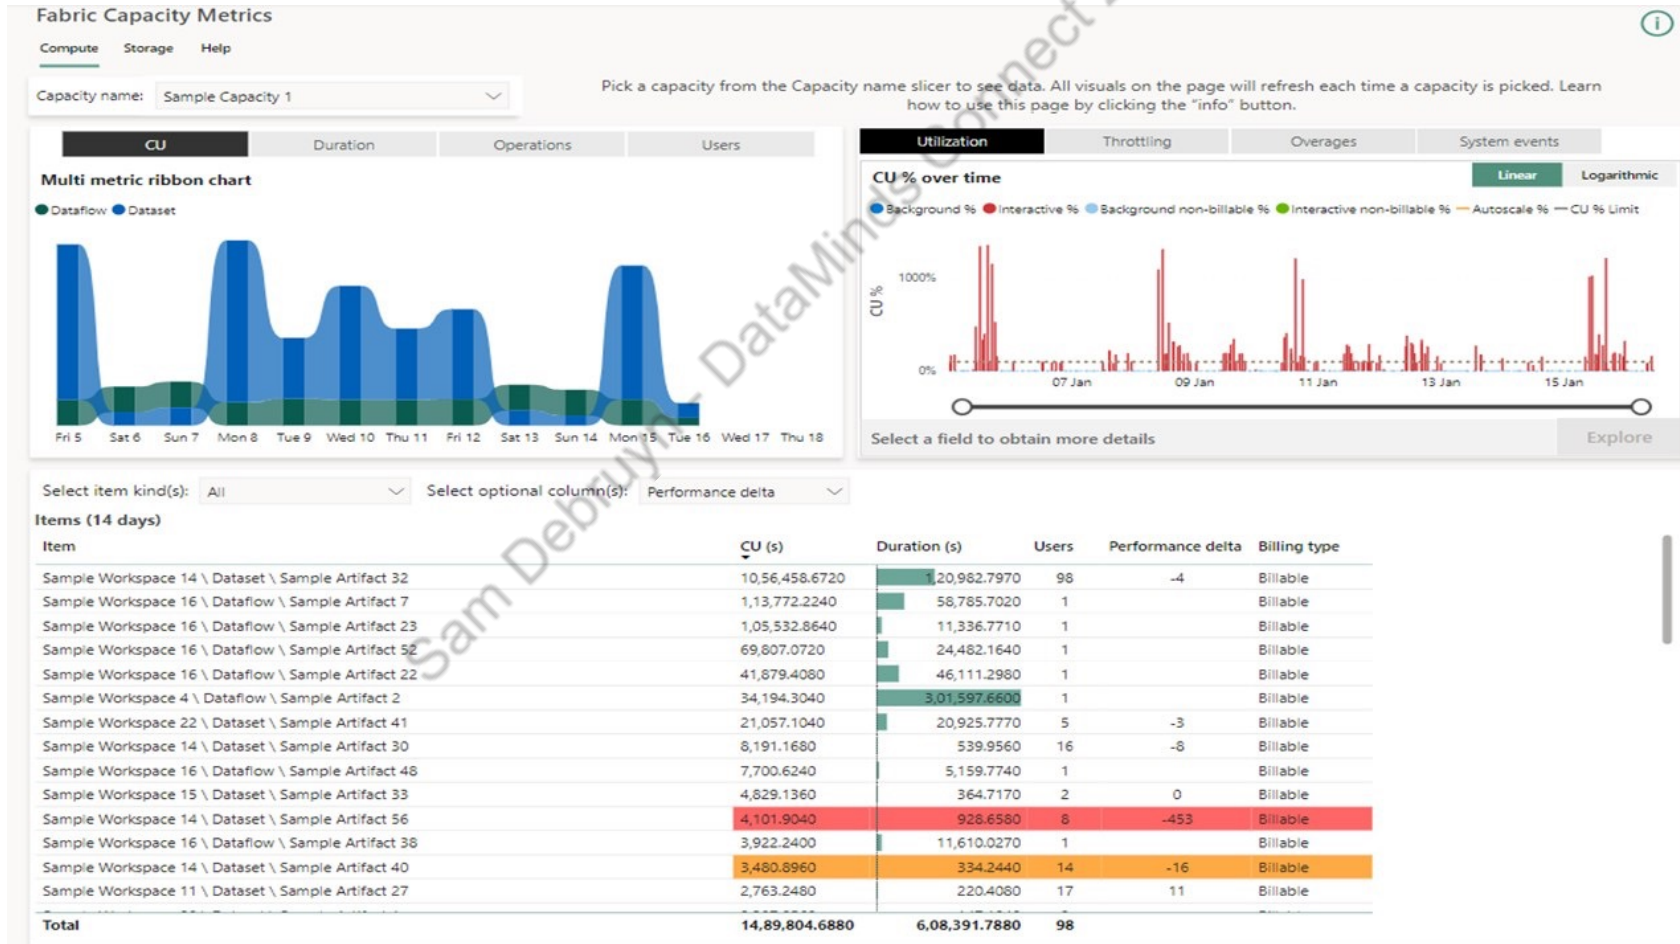 Fabric Capacity Metrics
Compute Storage Help
Capacity name: Sample Capacity 1
Pick a capacity from the Capacity name slicer to see data. All visuals on the page will refresh each time a capacity is picked. Learn
how to use this page by clicking the "info" button.
CU Duration Operations Users
Multi metric ribbon chart
Dataflow Dataset
Fri 5 Sat 6 Sun 7 Mon 8 Tue 9 Wed 10 Thu 11 Fri 12 Sat 13 Sun 14 Mon 15 Tue 16 Wed 17 Thu 18
Utilization Throttling Overages System events
CU % over time
Linear Logarithmic
Background % Interactive % Background non-billable % Interactive non-billable % Autoscale % CU % Limit
CU %
1000%
0%
07 Jan 09 Jan 11 Jan 13 Jan 15 Jan
Select a field to obtain more details Explore
Select item kind(s): All Select optional column(s): Performance delta
Items (14 days)
Item CU (s) Duration (s) Users Performance delta Billing type
Sample Workspace 14 \ Dataset \ Sample Artifact 32 10,56,458.6720 1,20,982.7970 98 -4 Billable
Sample Workspace 16 \ Dataflow \ Sample Artifact 7 1,13,772.2240 58,785.7020 1 Billable
Sample Workspace 16 \ Dataflow \ Sample Artifact 23 1,05,532.8640 11,336.7710 1 Billable
Sample Workspace 16 \ Dataflow \ Sample Artifact 52 69,807.0720 24,482.1640 1 Billable
Sample Workspace 16 \ Dataflow \ Sample Artifact 22 41,879.4080 46,111.2980 1 Billable
Sample Workspace 4 \ Dataflow \ Sample Artifact 2 34,194.3040 3,01,597.6600 1 Billable
Sample Workspace 22 \ Dataset \ Sample Artifact 41 21,057.1040 20,925.7770 5 -3 Billable
Sample Workspace 14 \ Dataset \ Sample Artifact 30 8,191.1680 539.9560 16 -8 Billable
Sample Workspace 16 \ Dataflow \ Sample Artifact 48 7,700.6240 5,159.7740 1 Billable
Sample Workspace 15 \ Dataset \ Sample Artifact 33 4,829.1360 364.7170 2 0 Billable
Sample Workspace 14 \ Dataset \ Sample Artifact 56 4,101.9040 928.6580 8 -453 Billable
Sample Workspace 16 \ Dataflow \ Sample Artifact 38 3,922.2400 11,610.0270 1 Billable
Sample Workspace 14 \ Dataset \ Sample Artifact 40 3,480.8960 334.2440 14 -16 Billable
Sample Workspace 11 \ Dataset \ Sample Artifact 27 2,763.2480 220.4080 17 11 Billable
Total 14,89,804.6880 6,08,391.7880 98
Sam Debruyn - DataMinds Connect